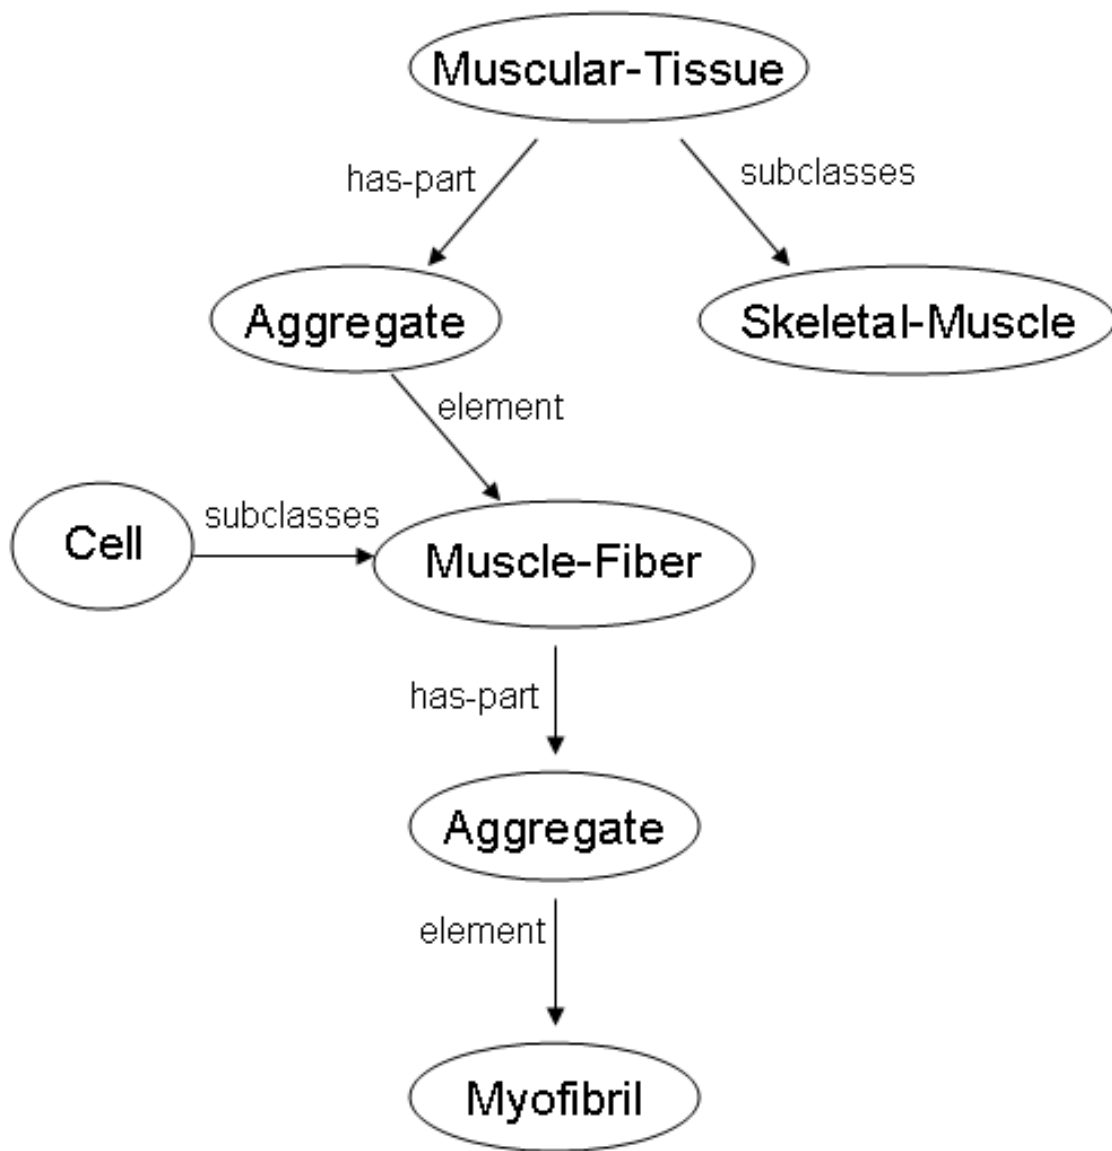 Muscular-Tissue
has-part
subclasses
Aggregate
Skeletal-Muscle
element
subclasses
Cell
Muscle-Fiber
has-part
Aggregate
element
Myofibril